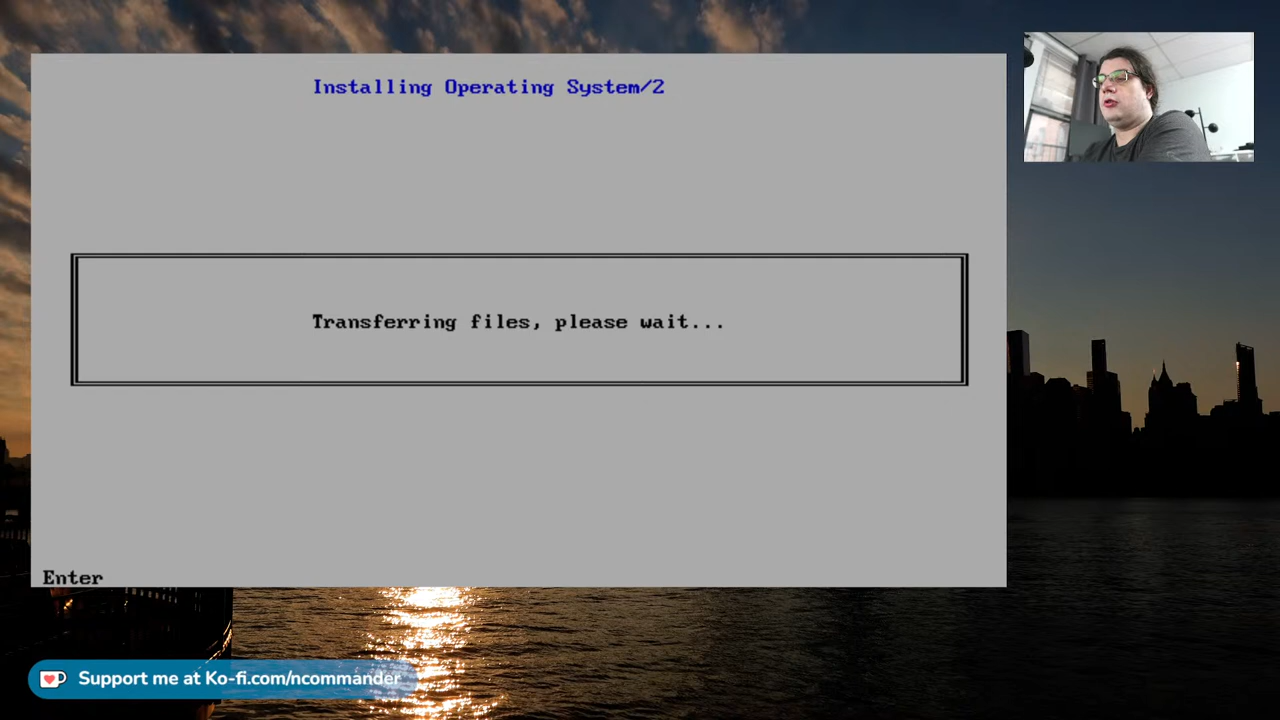 Installing Operating System/2
Transferring files, please wait...
Enter
Support me at Ko-fi.com/ncommander